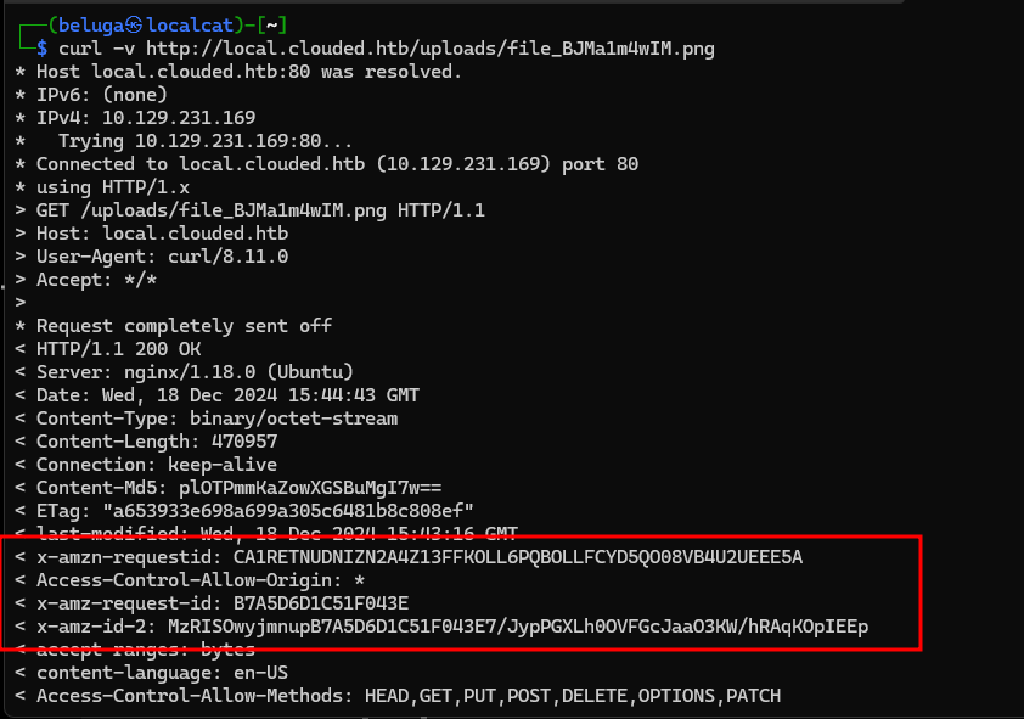 (beluga㉿localcat)-[~]
$ curl -v http://local.clouded.htb/uploads/file_BJMa1m4wIM.png
* Host local.clouded.htb:80 was resolved.
* IPv6: (none)
* IPv4: 10.129.231.169
*   Trying 10.129.231.169:80...
* Connected to local.clouded.htb (10.129.231.169) port 80
* using HTTP/1.x
> GET /uploads/file_BJMa1m4wIM.png HTTP/1.1
> Host: local.clouded.htb
> User-Agent: curl/8.11.0
> Accept: */*
>
* Request completely sent off
< HTTP/1.1 200 OK
< Server: nginx/1.18.0 (Ubuntu)
< Date: Wed, 18 Dec 2024 15:44:43 GMT
< Content-Type: binary/octet-stream
< Content-Length: 470957
< Connection: keep-alive
< Content-Md5: plOTPmmKaZowXGSBuMgI7w==
< ETag: "a653933e698a699a305c6481b8c808ef"
< last-modified: Wed, 18 Dec 2024 15:43:16 GMT
< x-amzn-requestid: CA1RETNUDNIZN2A4Z13FFKOLL6PQBOLLFCYD5QO08VB4U2UEEE5A
< Access-Control-Allow-Origin: *
< x-amz-request-id: B7A5D6D1C51F043E
< x-amz-id-2: MzRISOwyjmnupB7A5D6D1C51F043E7/JypPGXLh0OVFGcJaaO3KW/hRAqKOpIEEp
< accept-ranges: bytes
< content-language: en-US
< Access-Control-Allow-Methods: HEAD,GET,PUT,POST,DELETE,OPTIONS,PATCH